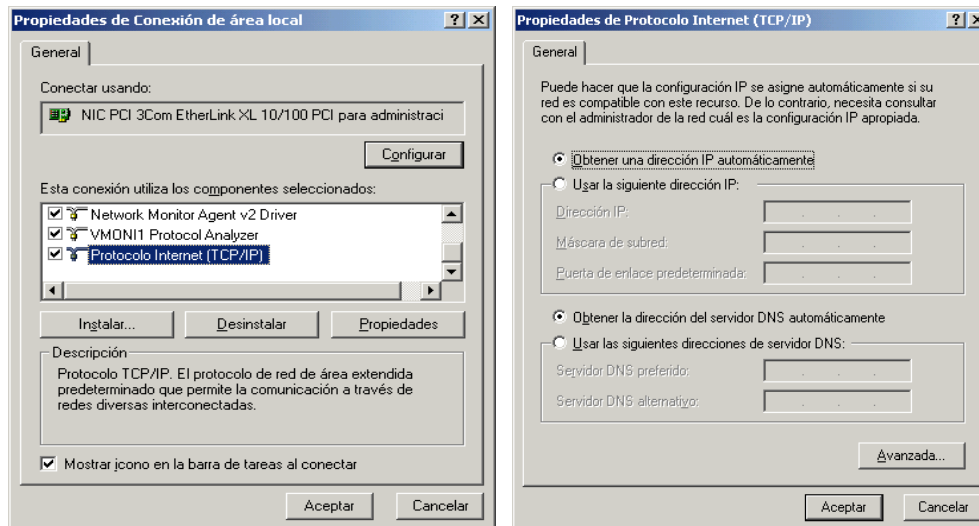 Propiedades de Conexión de área local
General
Conectar usando:
NIC PCI 3Com EtherLink XL 10/100 PCI para administraci
Configurar
Esta conexión utiliza los componentes seleccionados:
Network Monitor Agent v2 Driver
VMONI1 Protocol Analyzer
Protocolo Internet (TCP/IP)
Instalar...
Desinstalar
Propiedades
Descripción
Protocolo TCP/IP. El protocolo de red de área extendida
predeterminado que permite la comunicación a través de
redes diversas interconectadas.
Mostrar icono en la barra de tareas al conectar
Aceptar
Cancelar
Propiedades de Protocolo Internet (TCP/IP)
General
Puede hacer que la configuración IP se asigne automáticamente si su
red es compatible con este recurso. De lo contrario, necesita consultar
con el administrador de la red cuál es la configuración IP apropiada.
Obtener una dirección IP automáticamente
Usar la siguiente dirección IP:
Dirección IP:
Máscara de subred:
Puerta de enlace predeterminada:
Obtener la dirección del servidor DNS automáticamente
Usar las siguientes direcciones de servidor DNS:
Servidor DNS preferido:
Servidor DNS alternativo:
Avanzada...
Aceptar
Cancelar